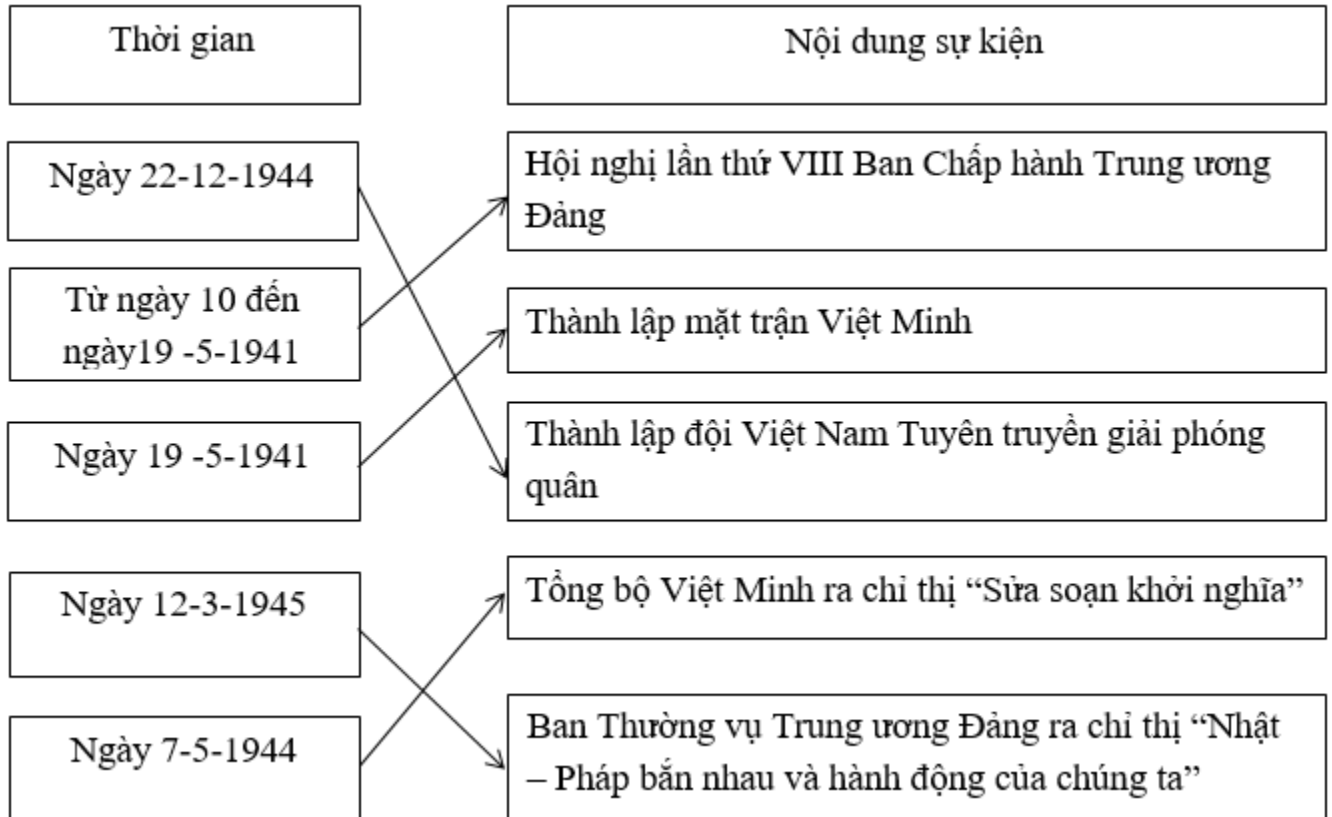 Thời gian
Nội dung sự kiện
Ngày 22-12-1944
Hội nghị lần thứ VIII Ban Chấp hành Trung ương
Đảng
Từ ngày 10 đến
ngày19 -5-1941
Thành lập mặt trận Việt Minh
Ngày 19 -5-1941
Thành lập đội Việt Nam Tuyên truyền giải phóng
quân
Ngày 12-3-1945
Tổng bộ Việt Minh ra chỉ thị “Sửa soạn khởi nghĩa”
Ngày 7-5-1944
Ban Thường vụ Trung ương Đảng ra chỉ thị “Nhật
– Pháp bắn nhau và hành động của chúng ta”